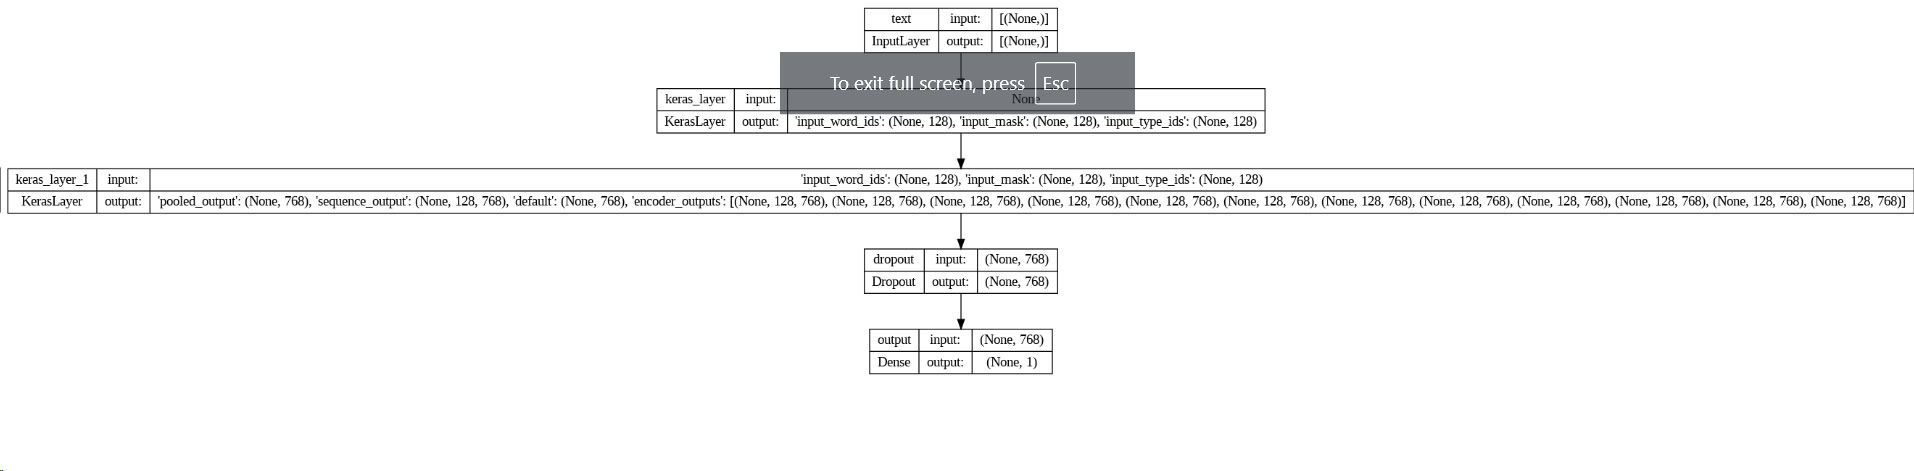 text input: [(None,)]
InputLayer output: [(None,)]
To exit full screen, press Esc
keras_layer input: None
KerasLayer output: 'input_word_ids': (None, 128), 'input_mask': (None, 128), 'input_type_ids': (None, 128)
keras_layer_1 input: 'input_word_ids': (None, 128), 'input_mask': (None, 128), 'input_type_ids': (None, 128)
KerasLayer output: 'pooled_output': (None, 768), 'sequence_output': (None, 128, 768), 'default': (None, 768), 'encoder_outputs': [(None, 128, 768), (None, 128, 768), (None, 128, 768), (None, 128, 768), (None, 128, 768), (None, 128, 768), (None, 128, 768), (None, 128, 768), (None, 128, 768), (None, 128, 768), (None, 128, 768), (None, 128, 768)]
dropout input: (None, 768)
Dropout output: (None, 768)
output input: (None, 768)
Dense output: (None, 1)